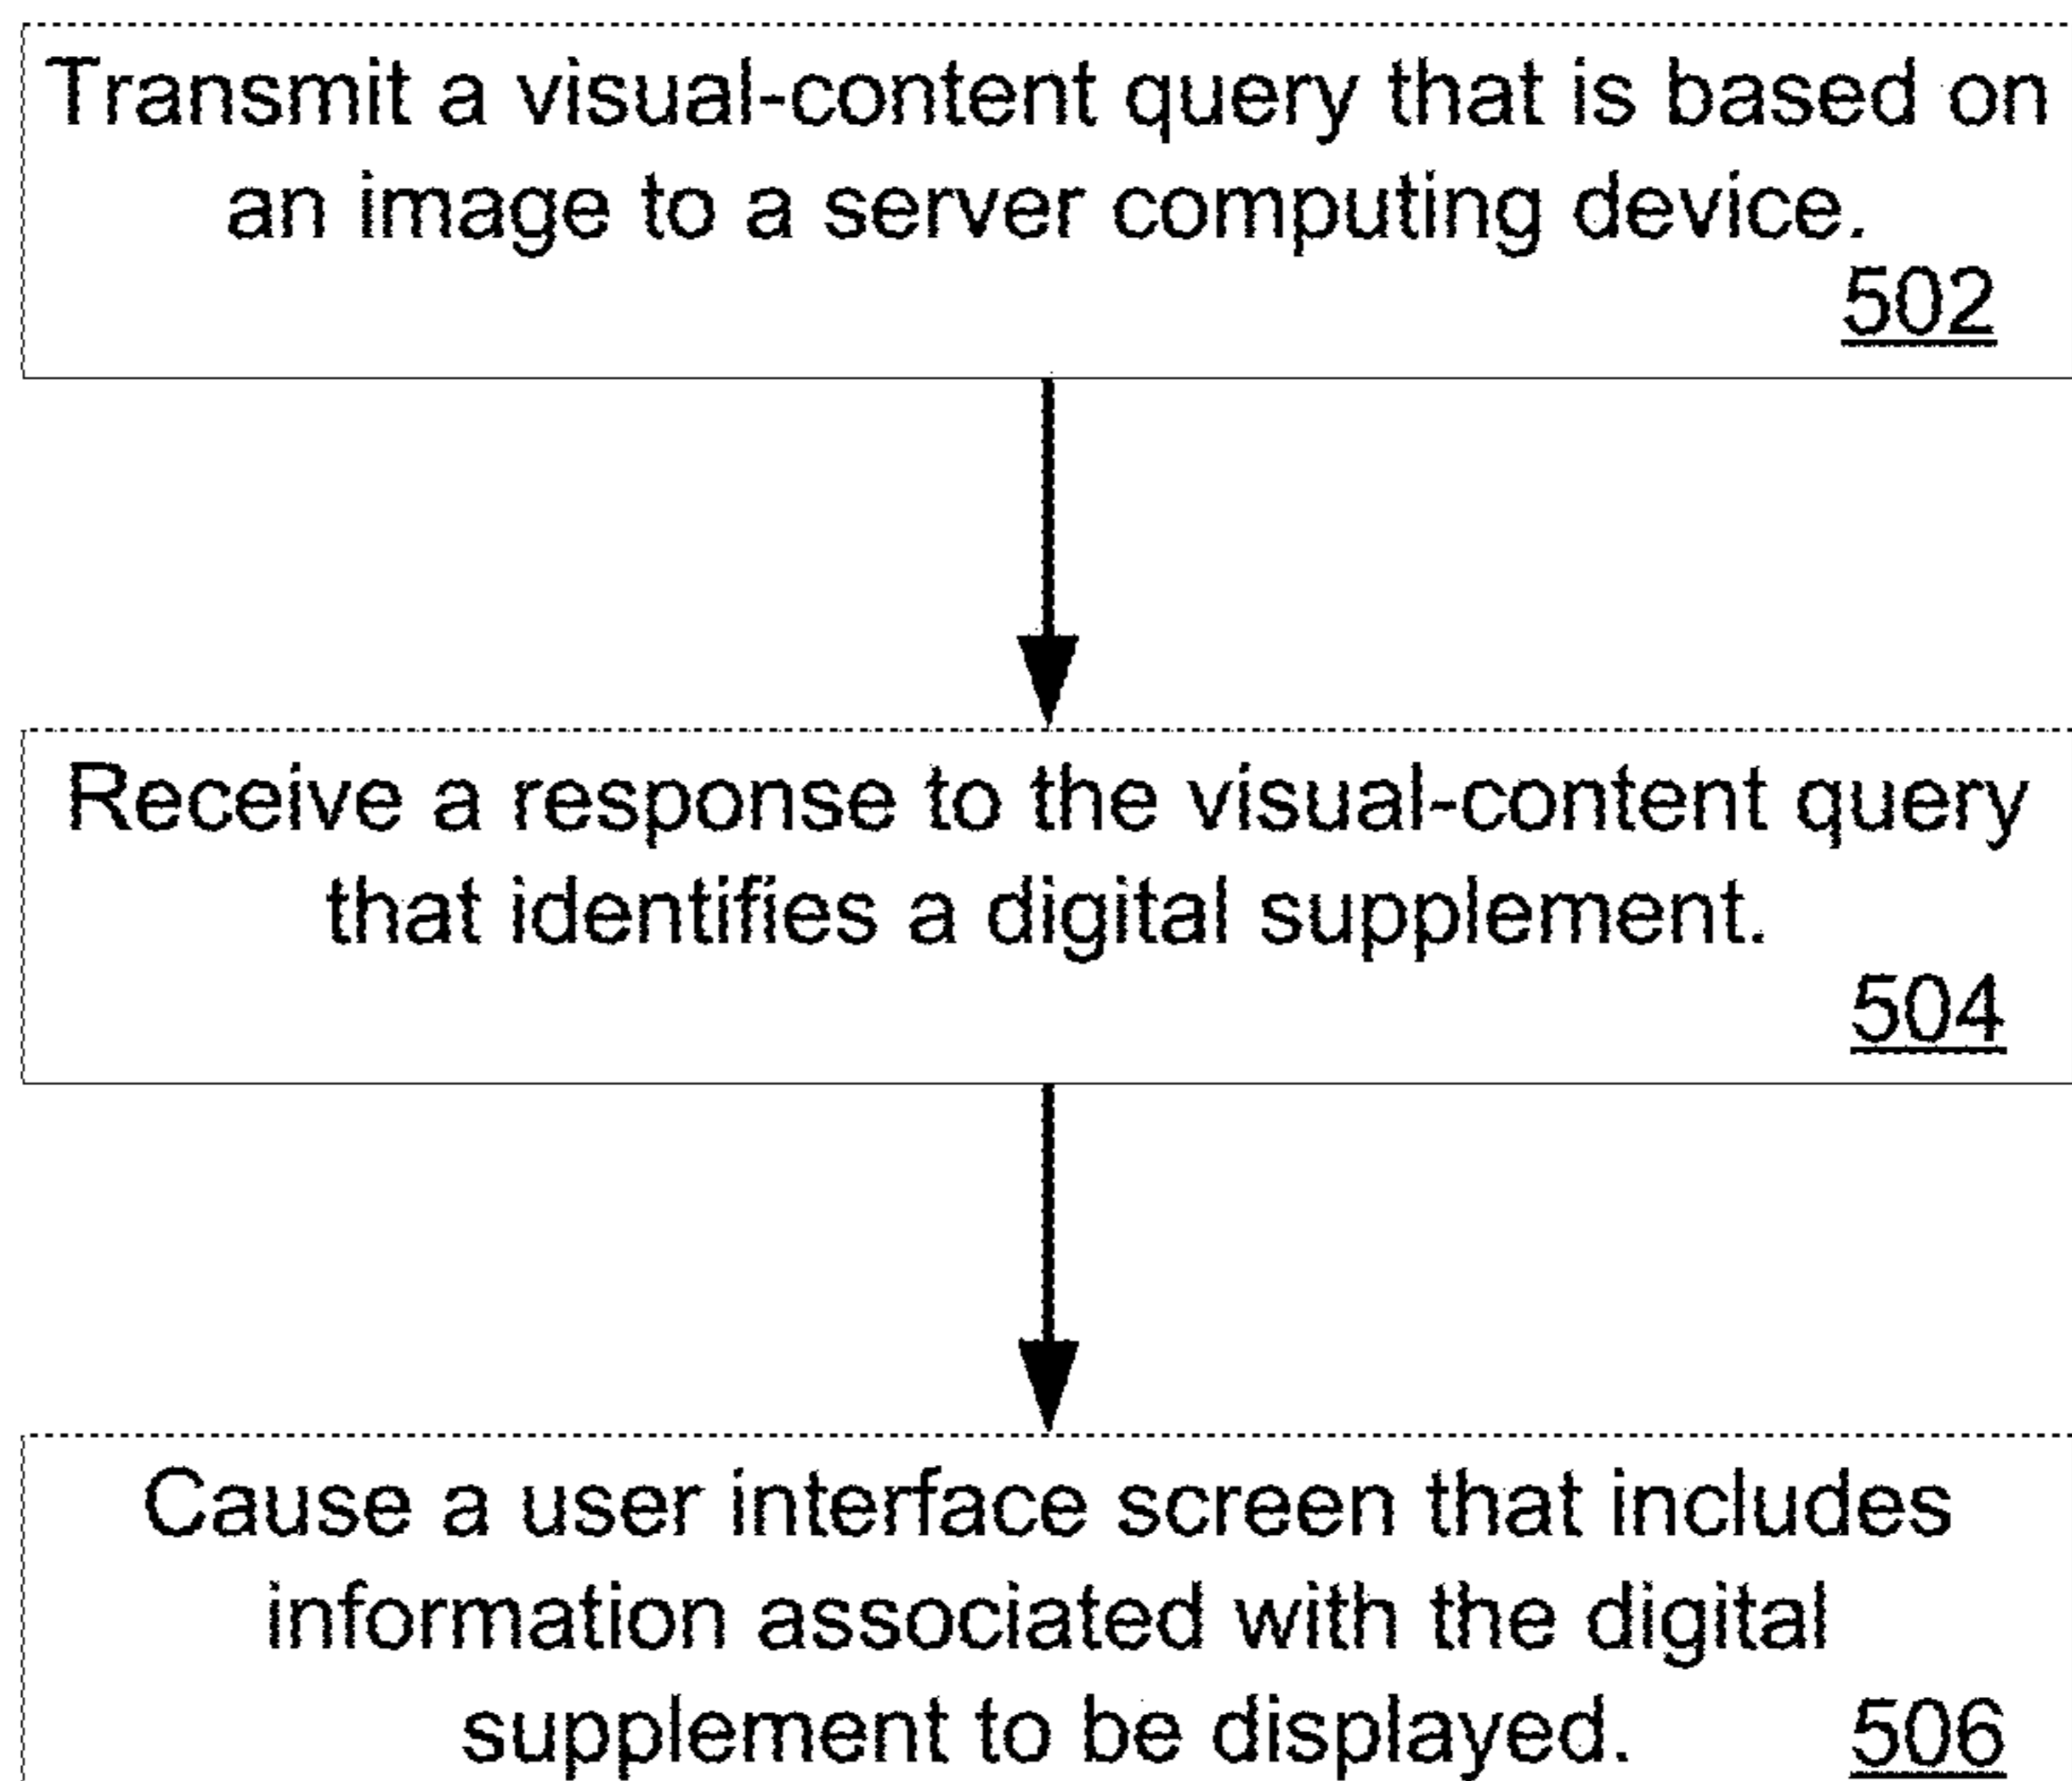 Transmit a visual-content query that is based on
an image to a server computing device.
502
Receive a response to the visual-content query
that identifies a digital supplement.
504
Cause a user interface screen that includes
information associated with the digital
supplement to be displayed. 506